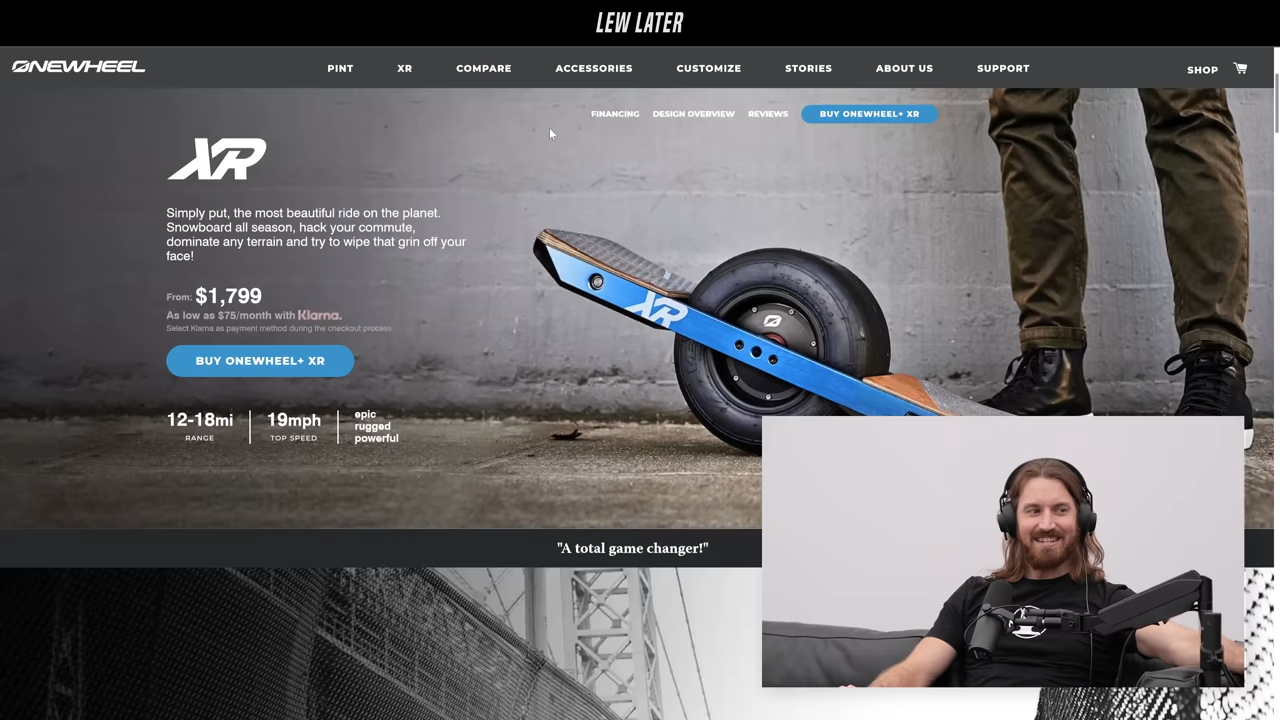 LEW LATER
ONEWHEEL
PINT XR COMPARE ACCESSORIES CUSTOMIZE STORIES ABOUT US SUPPORT SHOP
FINANCING DESIGN OVERVIEW REVIEWS BUY ONEWHEEL+ XR
XR
Simply put, the most beautiful ride on the planet.
Snowboard all season, hack your commute,
dominate any terrain and try to wipe that grin off your
face!
From: $1,799
As low as $75/month with Klarna.
Select Klarna as payment method during the checkout process.
BUY ONEWHEEL+ XR
12-18mi
RANGE
19mph
TOP SPEED
epic
rugged
powerful
XR
"A total game changer!"